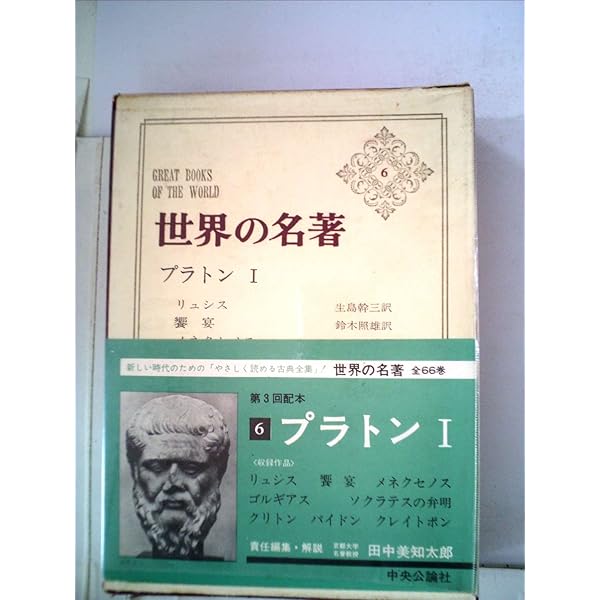 GREAT BOOKS
OF THE WORLD
6
世界の名著
プラトン I
リュシス 生島幹三訳
饗宴 鈴木照雄訳
新しい時代のための「やさしく読める古典全集」! 世界の名著 全66巻
第3回配本
6 プラトン I
〈収録作品〉
リュシス 饗宴 メネクセノス
ゴルギアス ソクラテスの弁明
クリトン パイドン クレイトポン
責任編集・解説 京都大学名誉教授 田中美知太郎
中央公論社